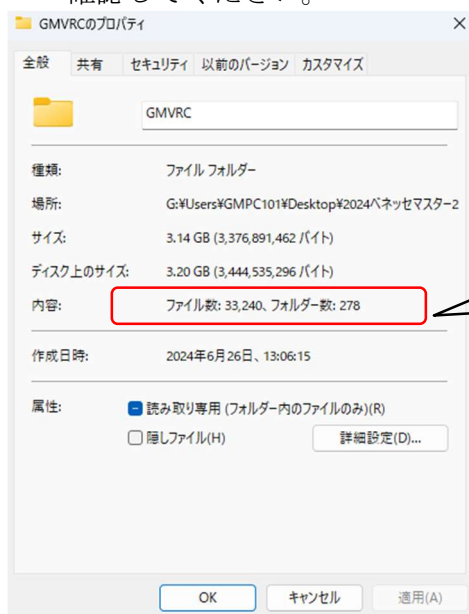 確認してください。
GMVRCのプロパティ
全般 共有 セキュリティ 以前のバージョン カスタマイズ
GMVRC
種類: ファイル フォルダー
場所: G:¥Users¥GMPC101¥Desktop¥2024ベネッセマスター2
サイズ: 3.14 GB (3,376,891,462 バイト)
ディスク上のサイズ: 3.20 GB (3,444,535,296 バイト)
内容: ファイル数: 33,240、フォルダー数: 278
作成日時: 2024年6月26日、13:06:15
属性: 読み取り専用 (フォルダー内のファイルのみ)(R)
隠しファイル(H) 詳細設定(D)...
OK キャンセル 適用(A)